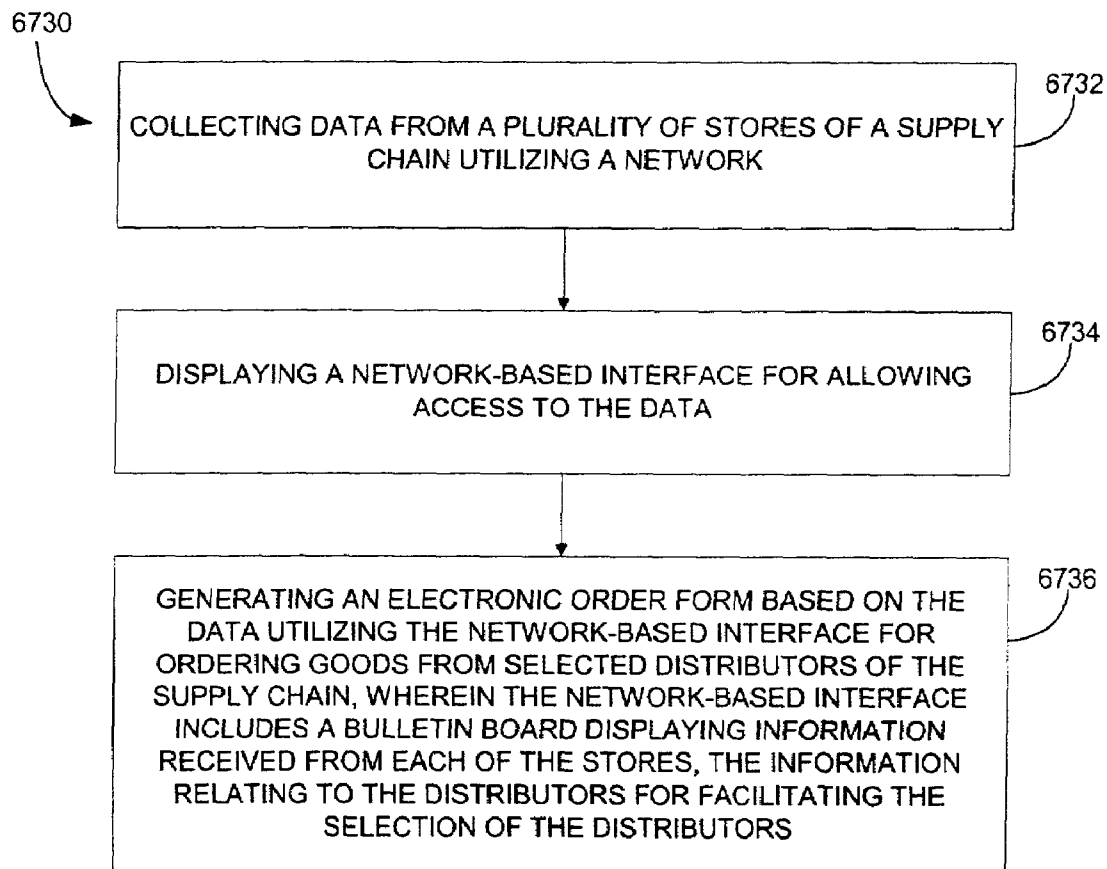 6730
6732
COLLECTING DATA FROM A PLURALITY OF STORES OF A SUPPLY
CHAIN UTILIZING A NETWORK
6734
DISPLAYING A NETWORK-BASED INTERFACE FOR ALLOWING
ACCESS TO THE DATA
6736
GENERATING AN ELECTRONIC ORDER FORM BASED ON THE
DATA UTILIZING THE NETWORK-BASED INTERFACE FOR
ORDERING GOODS FROM SELECTED DISTRIBUTORS OF THE
SUPPLY CHAIN, WHEREIN THE NETWORK-BASED INTERFACE
INCLUDES A BULLETIN BOARD DISPLAYING INFORMATION
RECEIVED FROM EACH OF THE STORES, THE INFORMATION
RELATING TO THE DISTRIBUTORS FOR FACILITATING THE
SELECTION OF THE DISTRIBUTORS